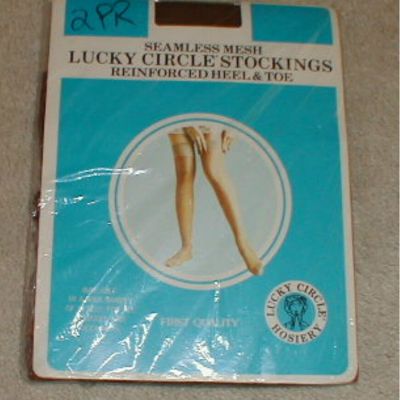 2PR
SEAMLESS MESH
LUCKY CIRCLE STOCKINGS
REINFORCED HEEL & TOE
FIRST QUALITY
LUCKY CIRCLE
HOSIERY